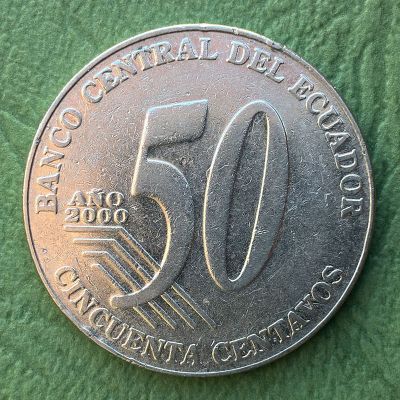 BANCO CENTRAL DEL ECUADOR
AÑO
2000
50
CINCUENTA CENTAVOS